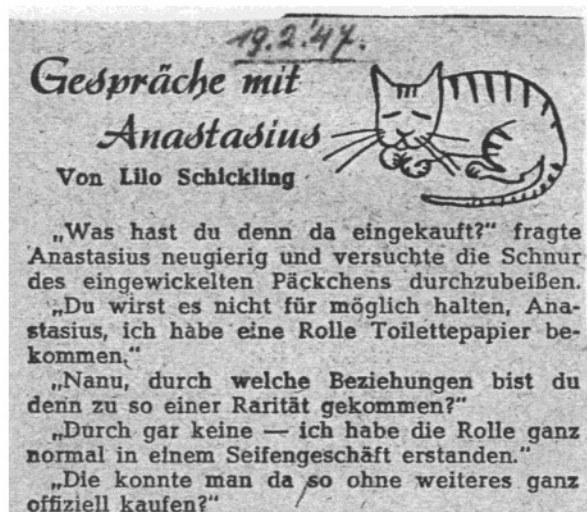 19.2.'47.
Gespräche mit
Anastasius
Von Lilo Schickling
„Was hast du denn da eingekauft?“ fragte
Anastasius neugierig und versuchte die Schnur
des eingewickelten Päckchens durchzubeißen.
„Du wirst es nicht für möglich halten, Ana-
stasius, ich habe eine Rolle Toilettepapier be-
kommen.“
„Nanu, durch welche Beziehungen bist du
denn zu so einer Rarität gekommen?“
„Durch gar keine — ich habe die Rolle ganz
normal in einem Seifengeschäft erstanden.“
„Die konnte man da so ohne weiteres ganz
offiziell kaufen?“